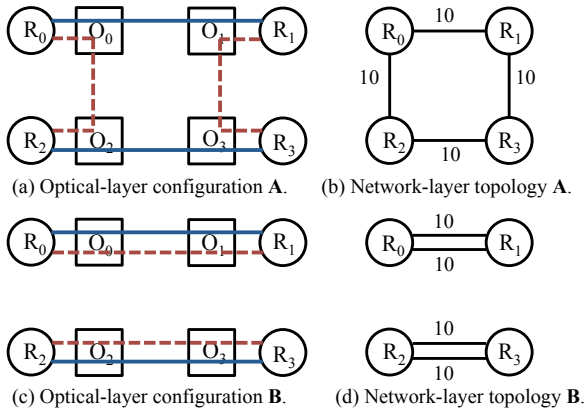 R0 O0 O1 R1
R2 O2 O3 R3
(a) Optical-layer configuration A.
10
R0 R1
10 10
R2 R3
10
(b) Network-layer topology A.
R0 O0 O1 R1
R2 O2 O3 R3
(c) Optical-layer configuration B.
10
R0 R1
10
10
R2 R3
10
(d) Network-layer topology B.